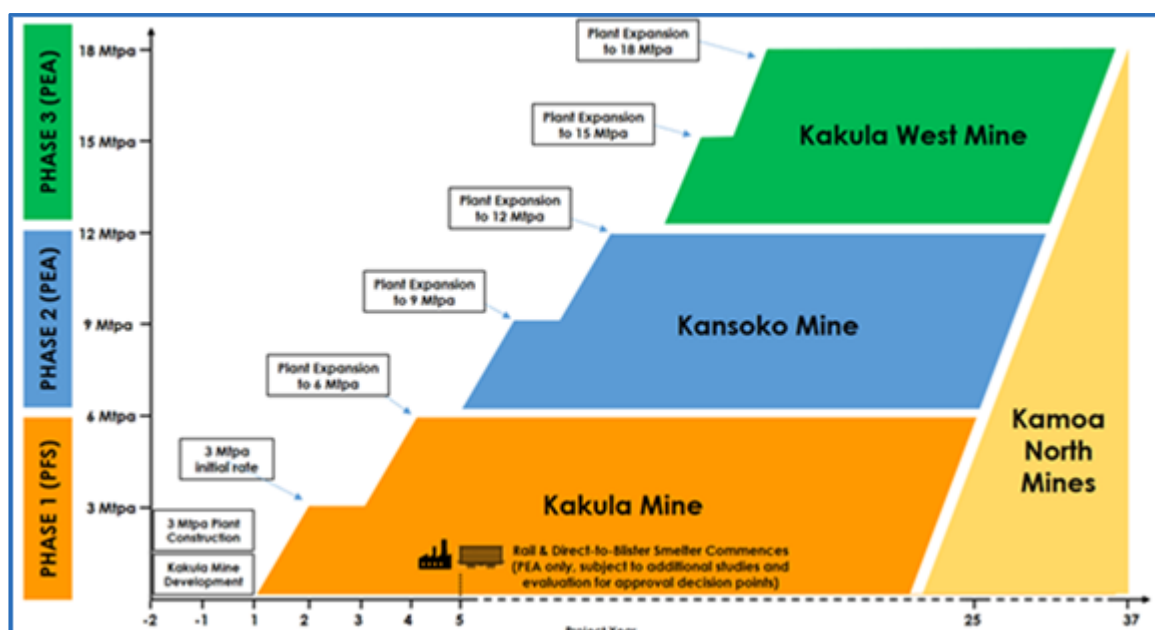 PHASE 3 (PEA)
PHASE 2 (PEA)
PHASE 1 (PFS)
18 Mtpa
15 Mtpa
12 Mtpa
9 Mtpa
6 Mtpa
3 Mtpa
Plant Expansion
to 18 Mtpa
Plant Expansion
to 15 Mtpa
Plant Expansion
to 12 Mtpa
Plant Expansion
to 9 Mtpa
Plant Expansion
to 6 Mtpa
3 Mtpa
initial rate
3 Mtpa Plant
Construction
Kakula Mine
Development
Kakula West Mine
Kansoko Mine
Kakula Mine
Kamoa
North
Mines
Rail & Direct-to-Blister Smelter Commences
(PEA only, subject to additional studies and
evaluation for approval decision points)
-2 -1 1 2 3 4 5 25 37
Project Year